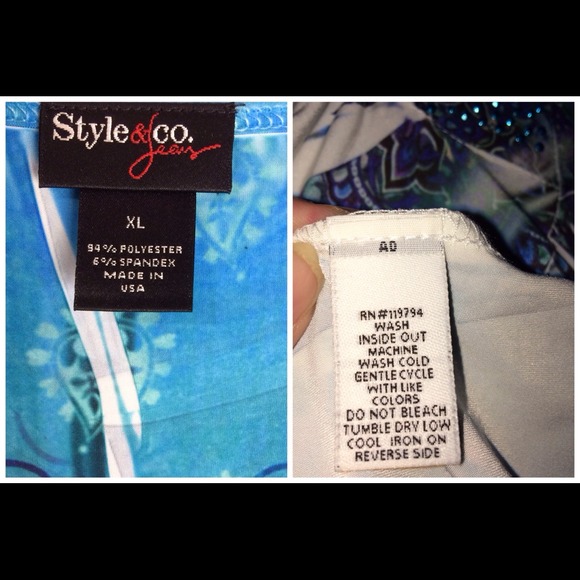 Style&co.
Jeans
XL
94% POLYESTER
6% SPANDEX
MADE IN
USA
AO
RN#119794
WASH
INSIDE OUT
MACHINE
WASH COLD
GENTLE CYCLE
WITH LIKE
COLORS
DO NOT BLEACH
TUMBLE DRY LOW
COOL IRON ON
REVERSE SIDE